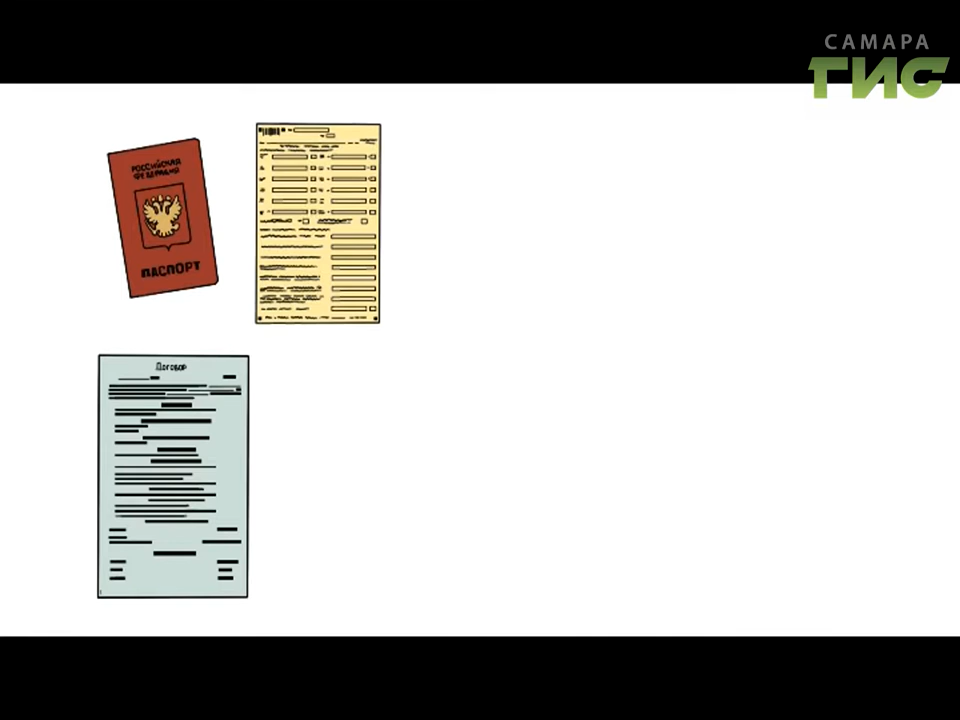 САМАРА
ГИС
РОССИЙСКАЯ
ФЕДЕРАЦИЯ
ПАСПОРТ
Договор